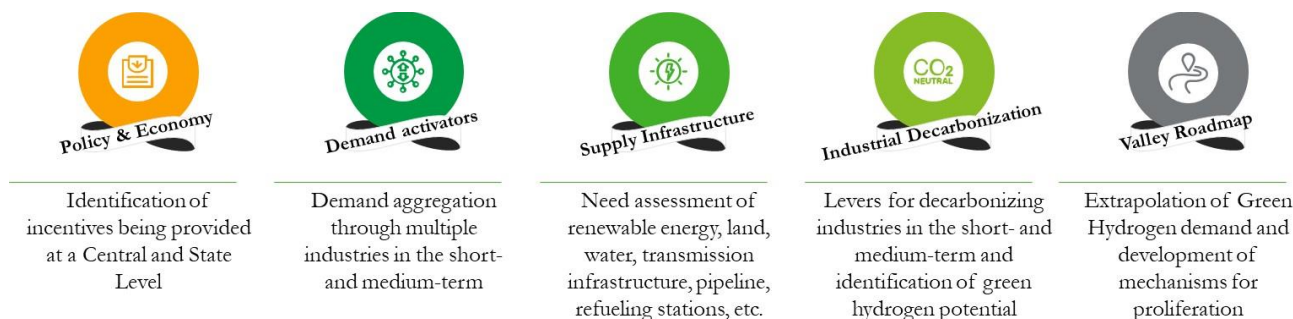 CO2
NEUTRAL
Policy & Economy
Demand activators
Supply Infrastructure
Industrial Decarbonization
Valley Roadmap
Identification of
incentives being provided
at a Central and State
Level
Demand aggregation
through multiple
industries in the short-
and medium-term
Need assessment of
renewable energy, land,
water, transmission
infrastructure, pipeline,
refueling stations, etc.
Levers for decarbonizing
industries in the short- and
medium-term and
identification of green
hydrogen potential
Extrapolation of Green
Hydrogen demand and
development of
mechanisms for
proliferation